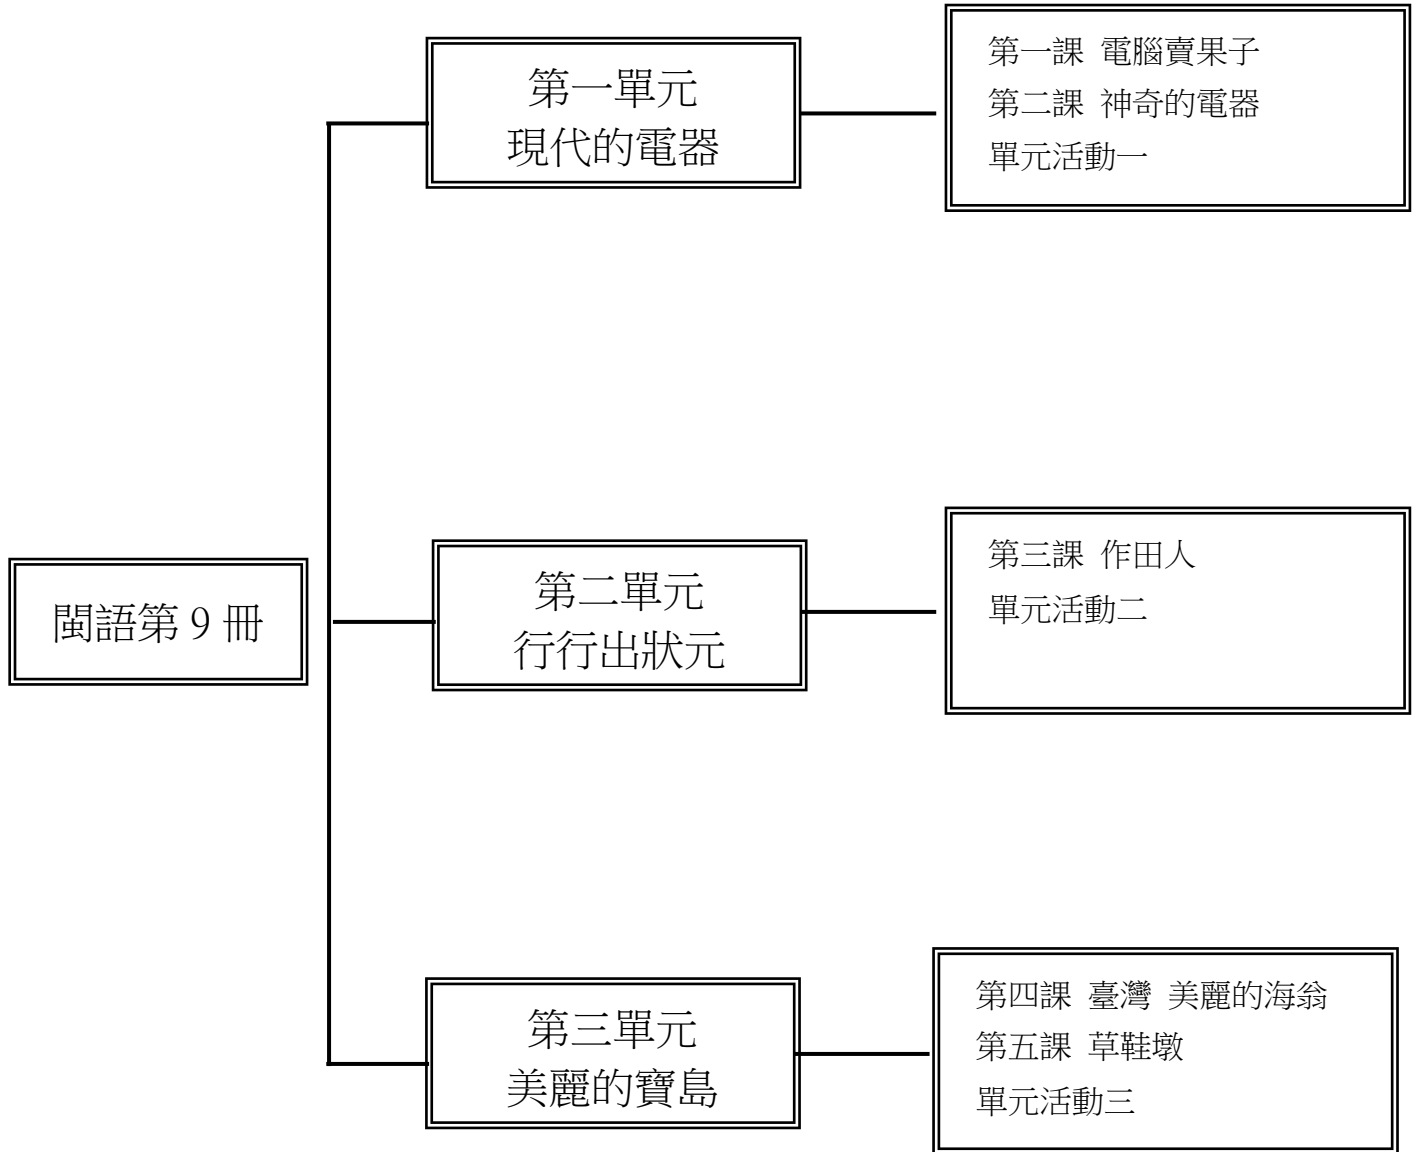 閩語第 9 冊
第一單元
現代的電器
第一課 電腦賣果子
第二課 神奇的電器
單元活動一
第二單元
行行出狀元
第三課 作田人
單元活動二
第三單元
美麗的寶島
第四課 臺灣 美麗的海翁
第五課 草鞋墩
單元活動三